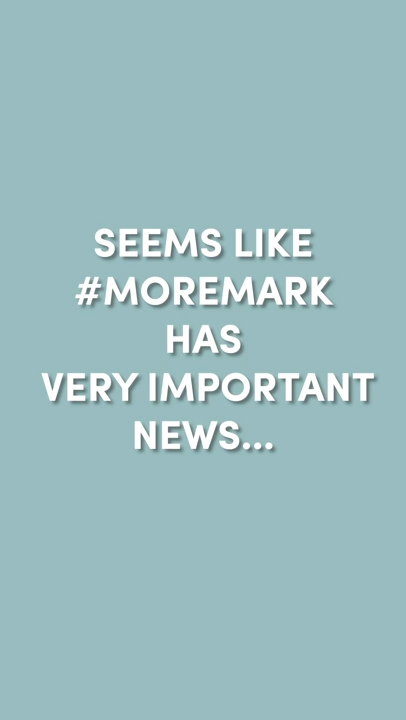 SEEMS LIKE
#MOREMARK
HAS
VERY IMPORTANT
NEWS...